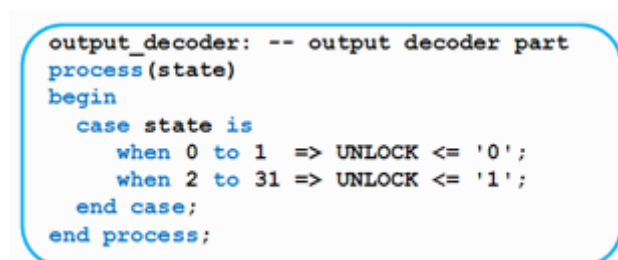 output_decoder: -- output decoder part
process(state)
begin
case state is
when 0 to 1 => UNLOCK <= '0';
when 2 to 31 => UNLOCK <= '1';
end case;
end process;